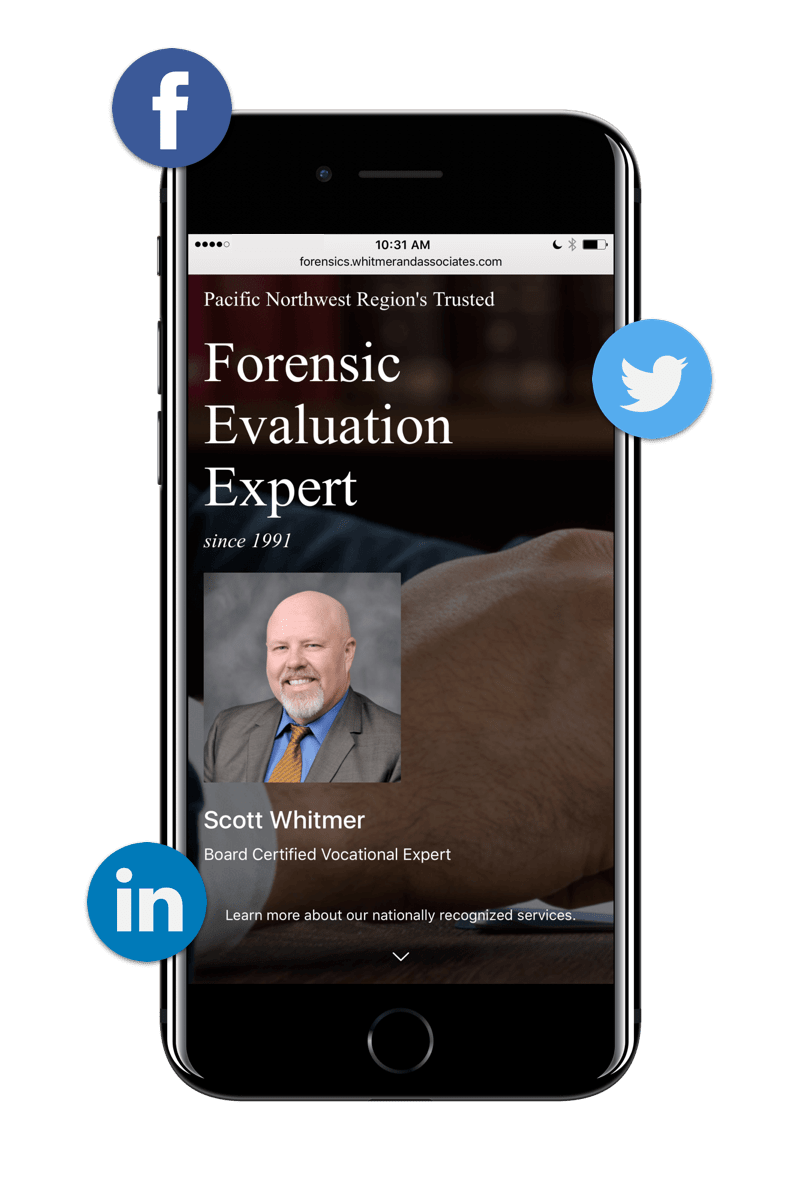 f
10:31 AM
forensics.whitmerandassociates.com
Pacific Northwest Region's Trusted
Forensic
Evaluation
Expert
since 1991
Scott Whitmer
Board Certified Vocational Expert
in
Learn more about our nationally recognized services.